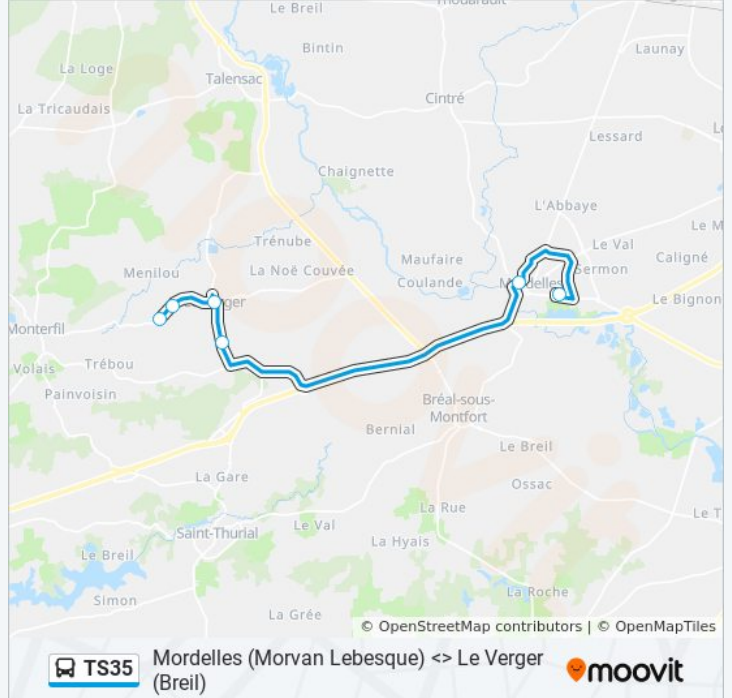 Le Breil
Thouarault
Bintin
Launay
La Loge
Talensac
Cintré
La Tricaudais
Lessard
Chaignette
L'Abbaye
Trénube
Le Val
Le M
Menilou
La Noë Couvée
Maufaire
Sermon
Caligné
Coulande
Le Bignon
Monterfil
Trébou
Volais
Painvoisin
Bréal-sous-
Montfort
Bernial
Le Breil
La Gare
Ossac
La Rue
Le Val
Le T
Saint-Thurial
La Hyais
Le Breil
La Roche
Simon
La Grée
© OpenStreetMap contributors | © OpenMapTiles
TS35
Mordelles (Morvan Lebesque) <> Le Verger
(Breil)
moovit